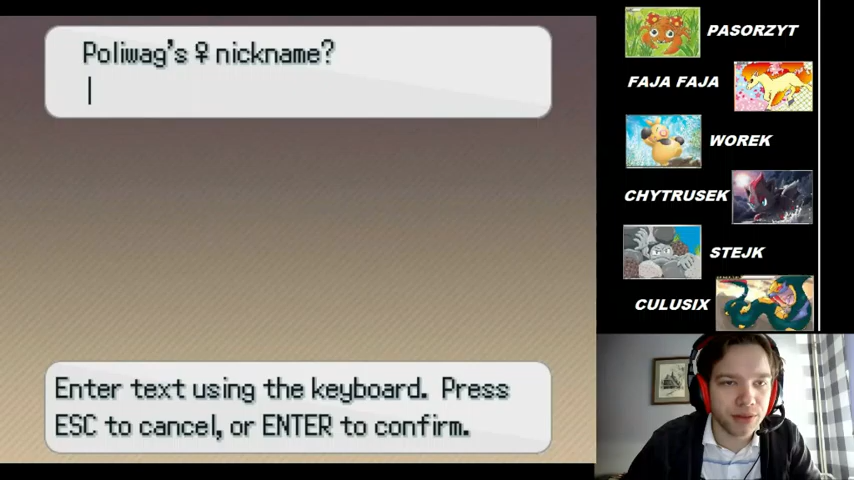 Poliwag's ♀ nickname?
Enter text using the keyboard. Press
ESC to cancel, or ENTER to confirm.
PASORZYT
FAJA FAJA
WOREK
CHYTRUSEK
STEJK
CULUSIX